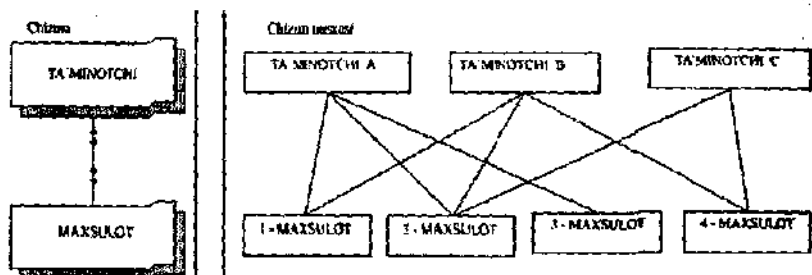 Chizma
TA'MINOTCHI
MAXSULOT
Chizma nusxasi
TA'MINOTCHI A
TA'MINOTCHI B
TA'MINOTCHI C
1 - MAXSULOT
2 - MAXSULOT
3 - MAXSULOT
4 - MAXSULOT